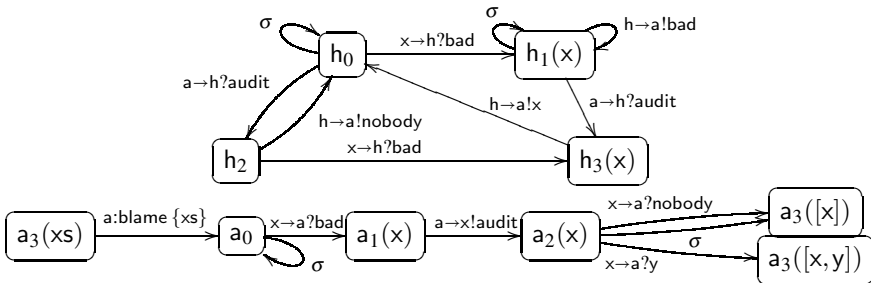 σ
σ
h→a!bad
x→h?bad
h₀
h₁(x)
a→h?audit
h→a!x
a→h?audit
h→a!nobody
x→h?bad
h₂
h₃(x)
x→a?nobody
a:blame {xs}
x→a?bad
a→x!audit
a₃([x])
a₃(xs)
a₀
a₁(x)
a₂(x)
σ
σ
x→a?y
a₃([x,y])